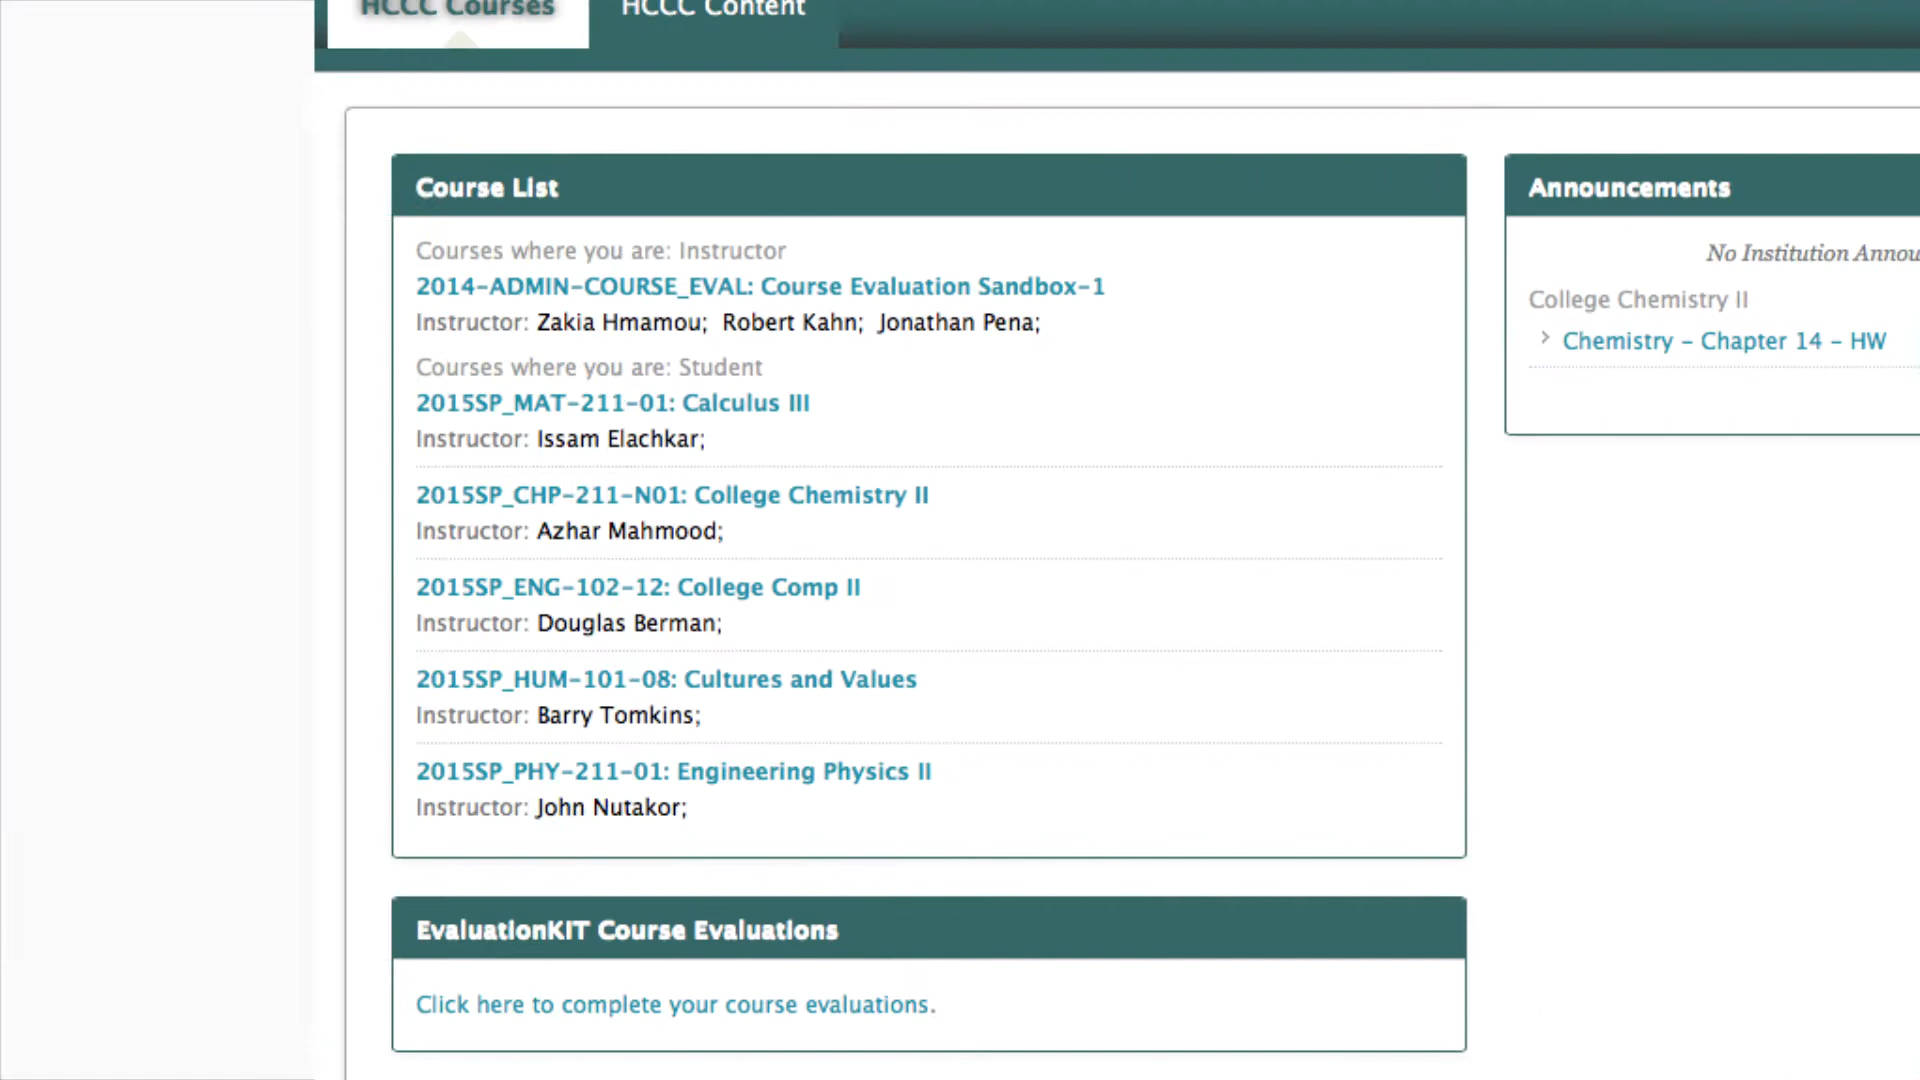 HCCC Courses
HCCC Content
Course List
Courses where you are: Instructor
2014-ADMIN-COURSE_EVAL: Course Evaluation Sandbox-1
Instructor: Zakia Hmamou; Robert Kahn; Jonathan Pena;
Courses where you are: Student
2015SP_MAT-211-01: Calculus III
Instructor: Issam Elachkar;
2015SP_CHP-211-N01: College Chemistry II
Instructor: Azhar Mahmood;
2015SP_ENG-102-12: College Comp II
Instructor: Douglas Berman;
2015SP_HUM-101-08: Cultures and Values
Instructor: Barry Tomkins;
2015SP_PHY-211-01: Engineering Physics II
Instructor: John Nutakor;
EvaluationKIT Course Evaluations
Click here to complete your course evaluations.
Announcements
No Institution Annou
College Chemistry II
Chemistry - Chapter 14 - HW